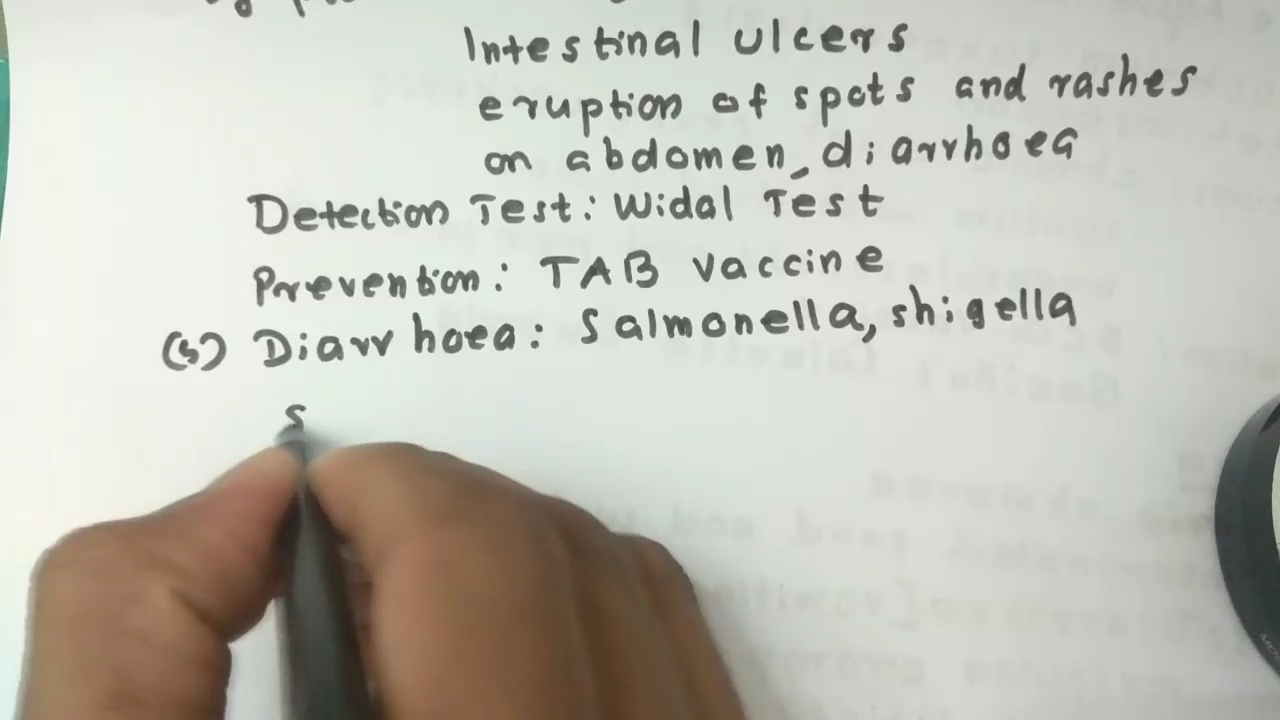 Intestinal ulcers
eruption of spots and rashes
on abdomen, diarrhoea
Detection Test: Widal Test
Prevention: TAB vaccine
(3) Diarrhoea: Salmonella, shigella
s